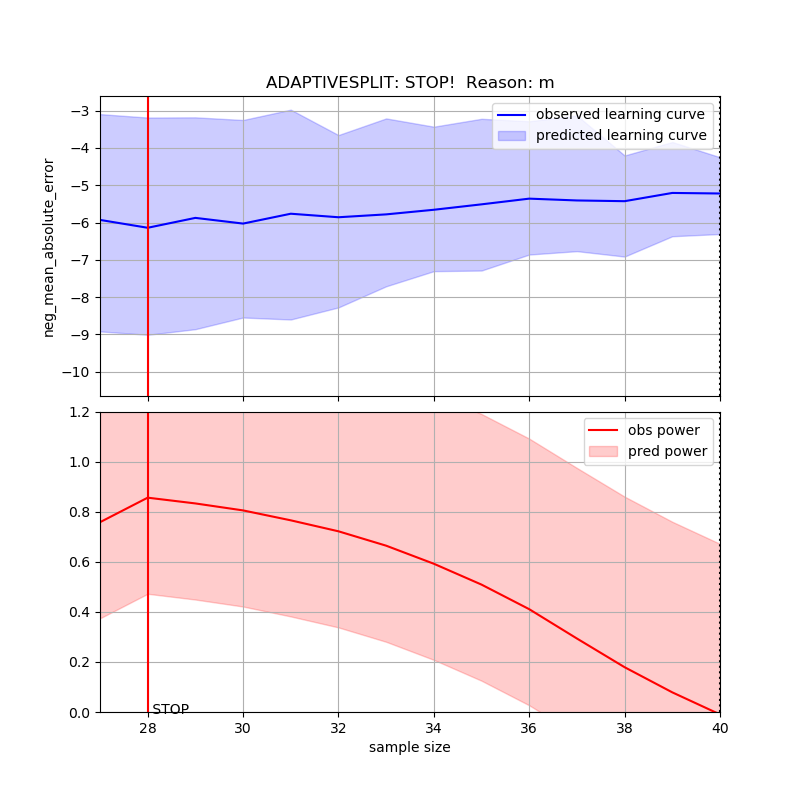 ADAPTIVESPLIT: STOP!  Reason: m
neg_mean_absolute_error
−3
−4
−5
−6
−7
−8
−9
−10
observed learning curve
predicted learning curve
1.2
1.0
0.8
0.6
0.4
0.2
0.0
obs power
pred power
STOP
28
30
32
34
36
38
40
sample size